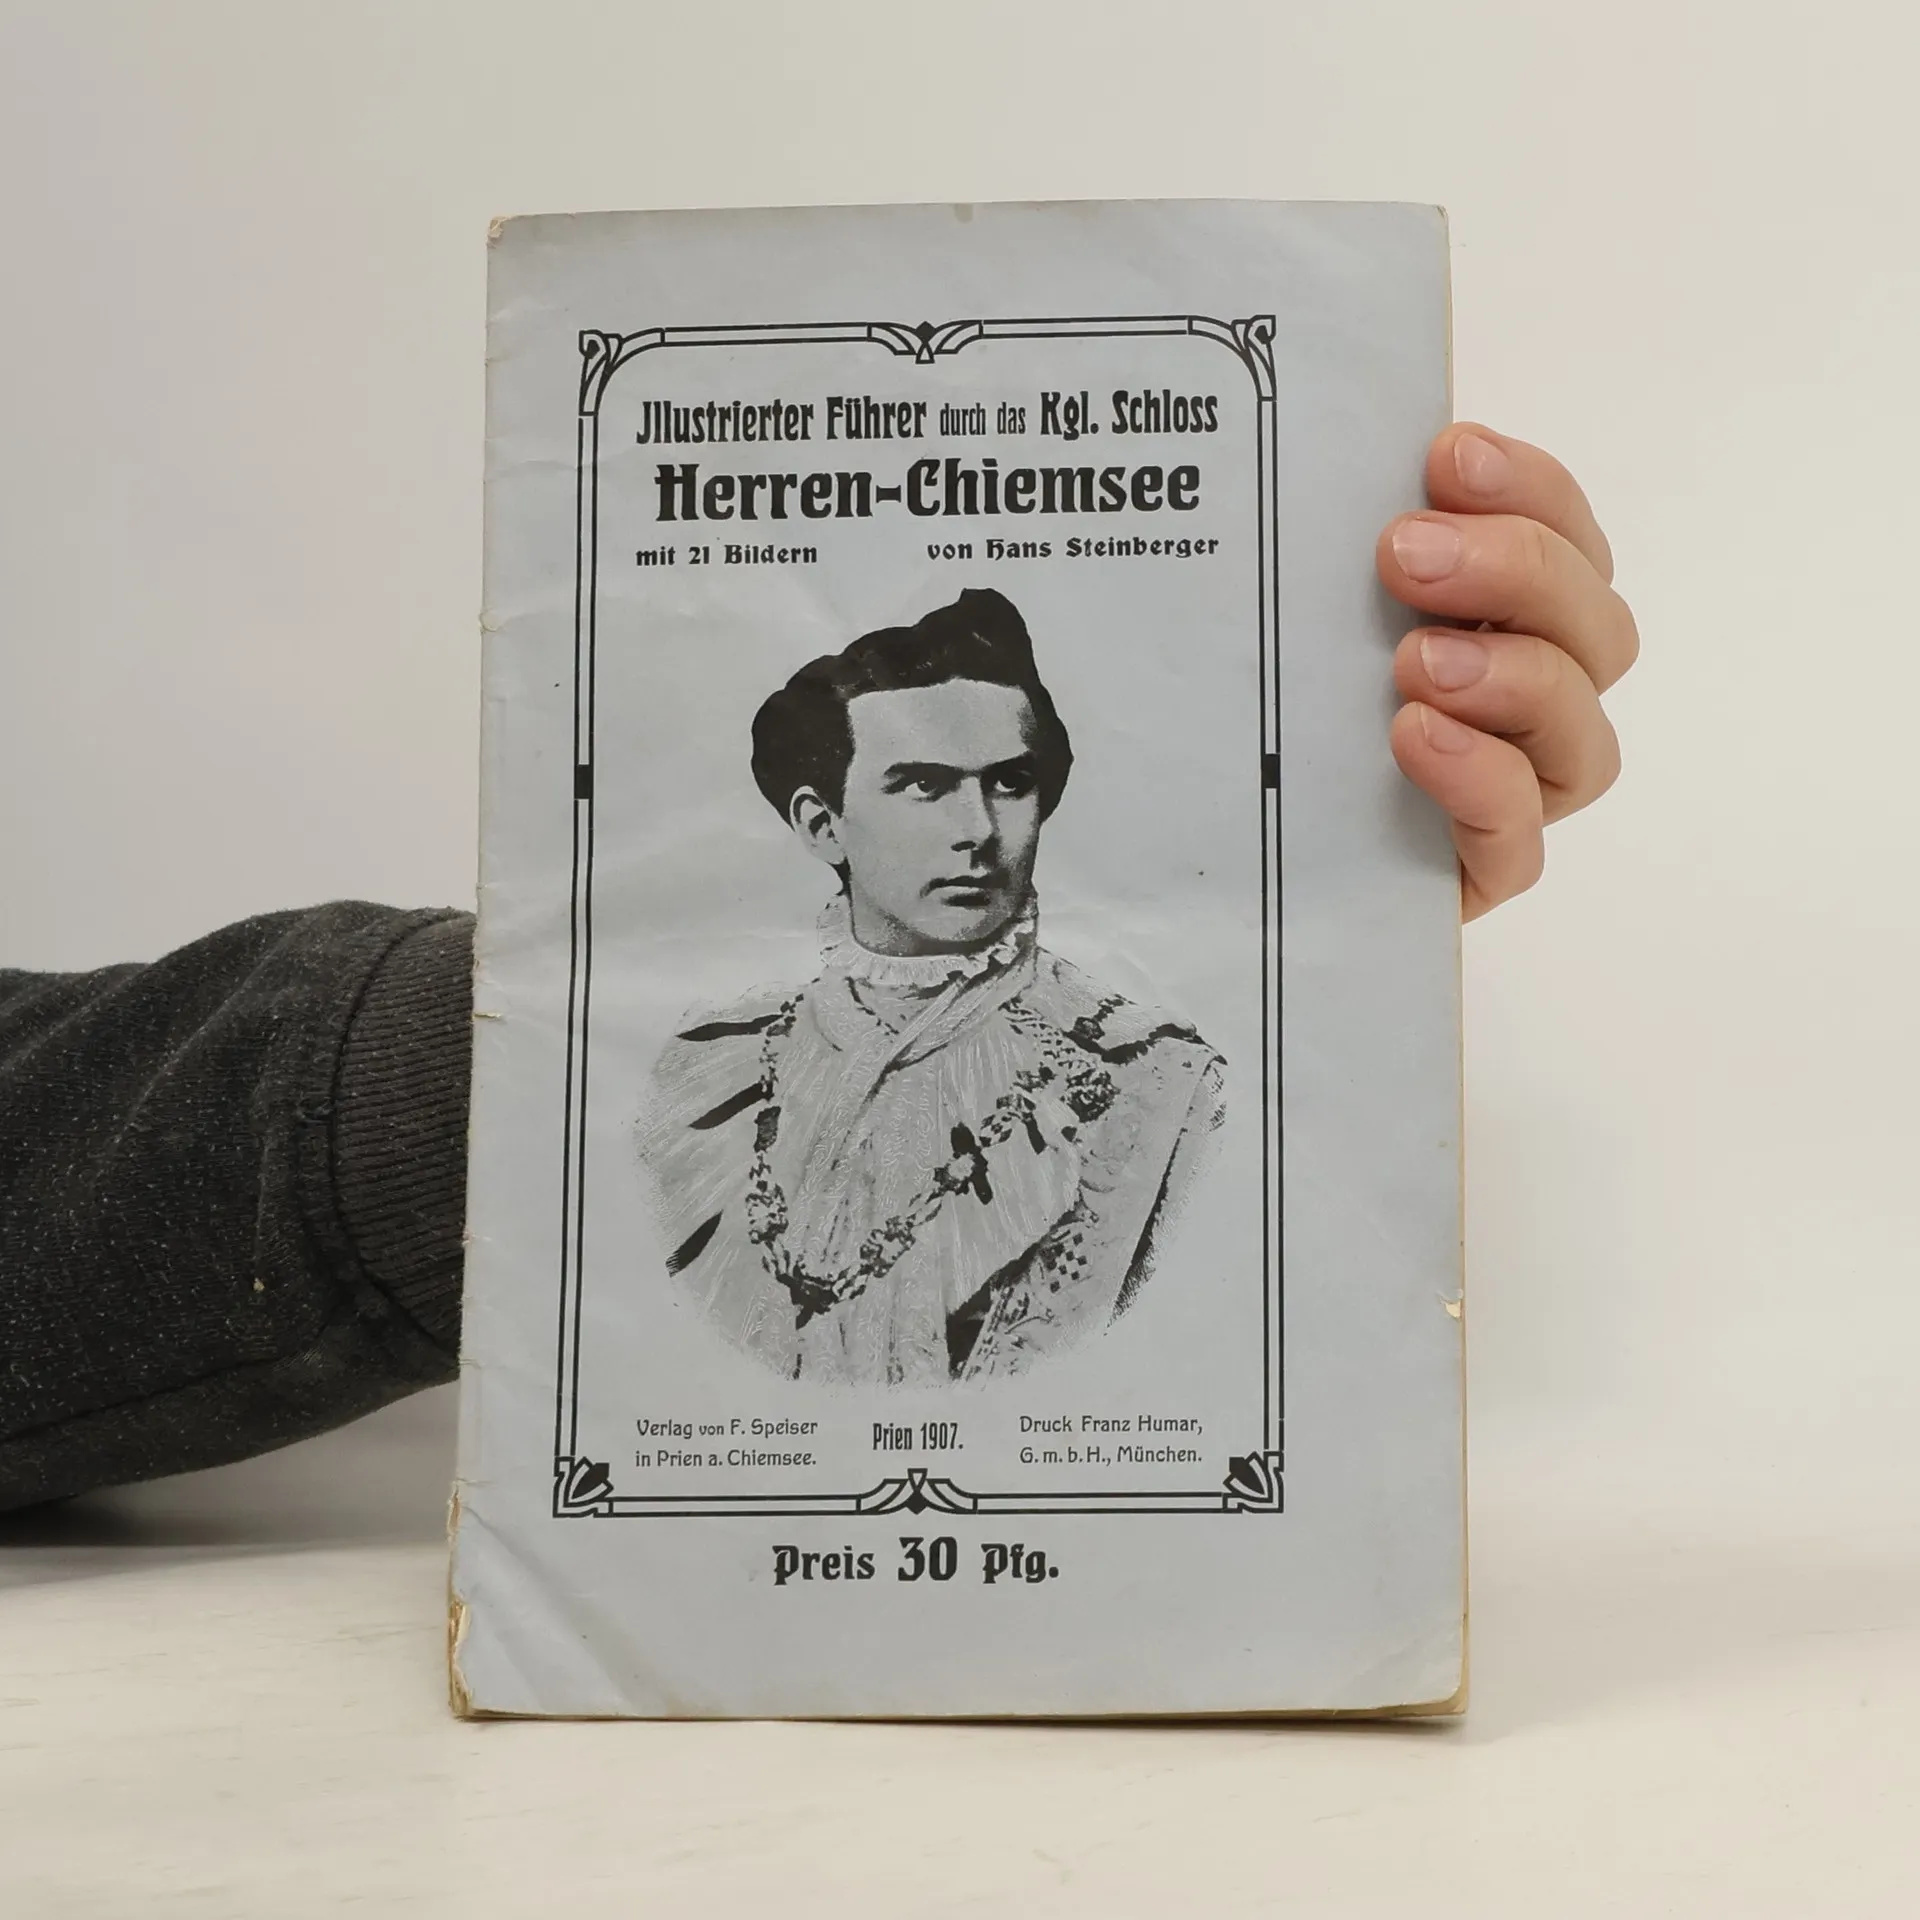 Jllustrierter Führer durch das Kgl. Schloss
Herren-Chiemsee
mit 21 Bildern von Hans Steinberger
Verlag von F. Speiser
in Prien a. Chiemsee.
Prien 1907.
Druck Franz Humar,
G. m. b. H., München.
Preis 30 Pfg.